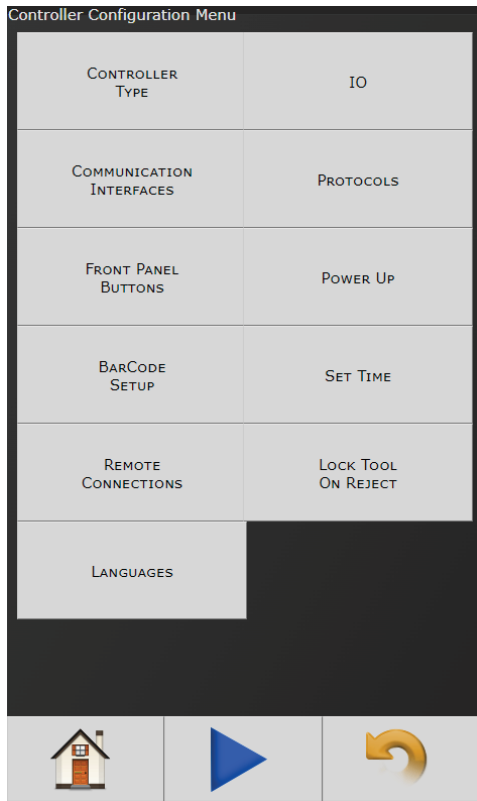 Controller Configuration Menu
Controller
Type
IO
Communication
Interfaces
Protocols
Front Panel
Buttons
Power Up
BarCode
Setup
Set Time
Remote
Connections
Lock Tool
On Reject
Languages